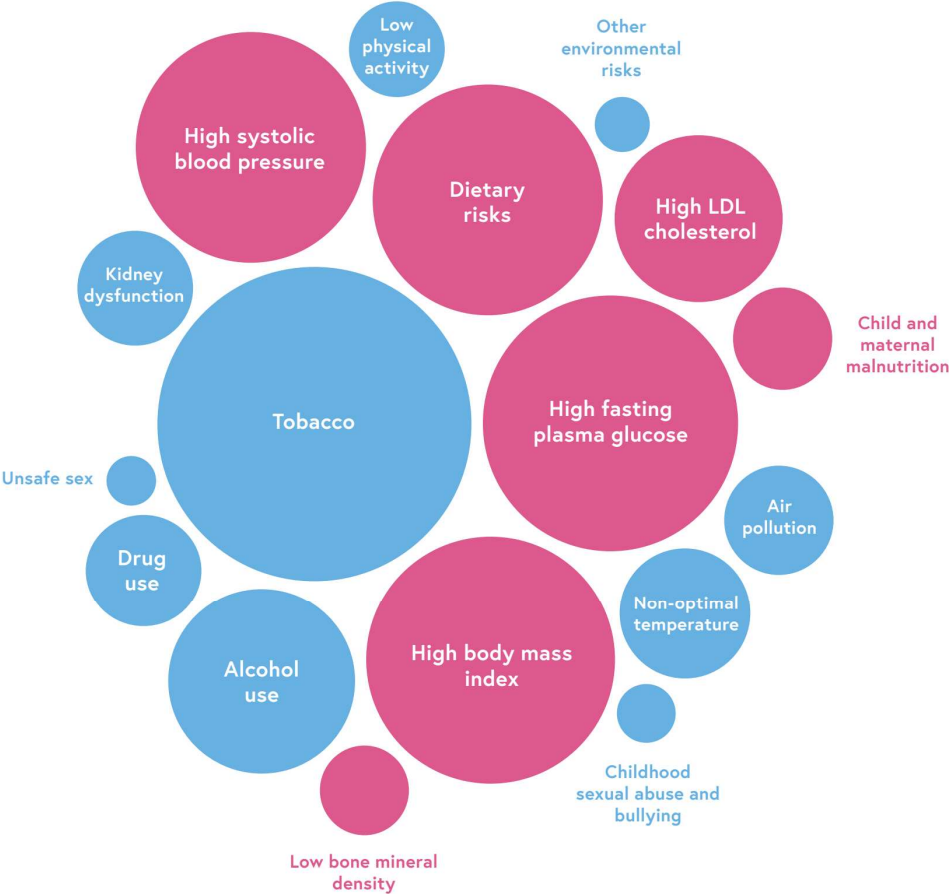 Low
physical
activity
Other
environmental
risks
High systolic
blood pressure
Dietary
risks
High LDL
cholesterol
Kidney
dysfunction
Child and
maternal
malnutrition
Tobacco
High fasting
plasma glucose
Unsafe sex
Air
pollution
Drug
use
Non-optimal
temperature
Alcohol
use
High body mass
index
Childhood
sexual abuse and
bullying
Low bone mineral
density